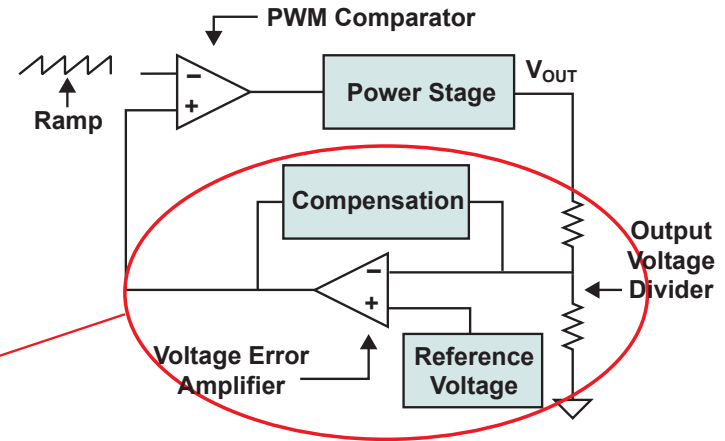 PWM Comparator
Ramp
−
+
Power Stage
VOUT
Compensation
Output
Voltage
Divider
−
+
Voltage Error
Amplifier
Reference
Voltage